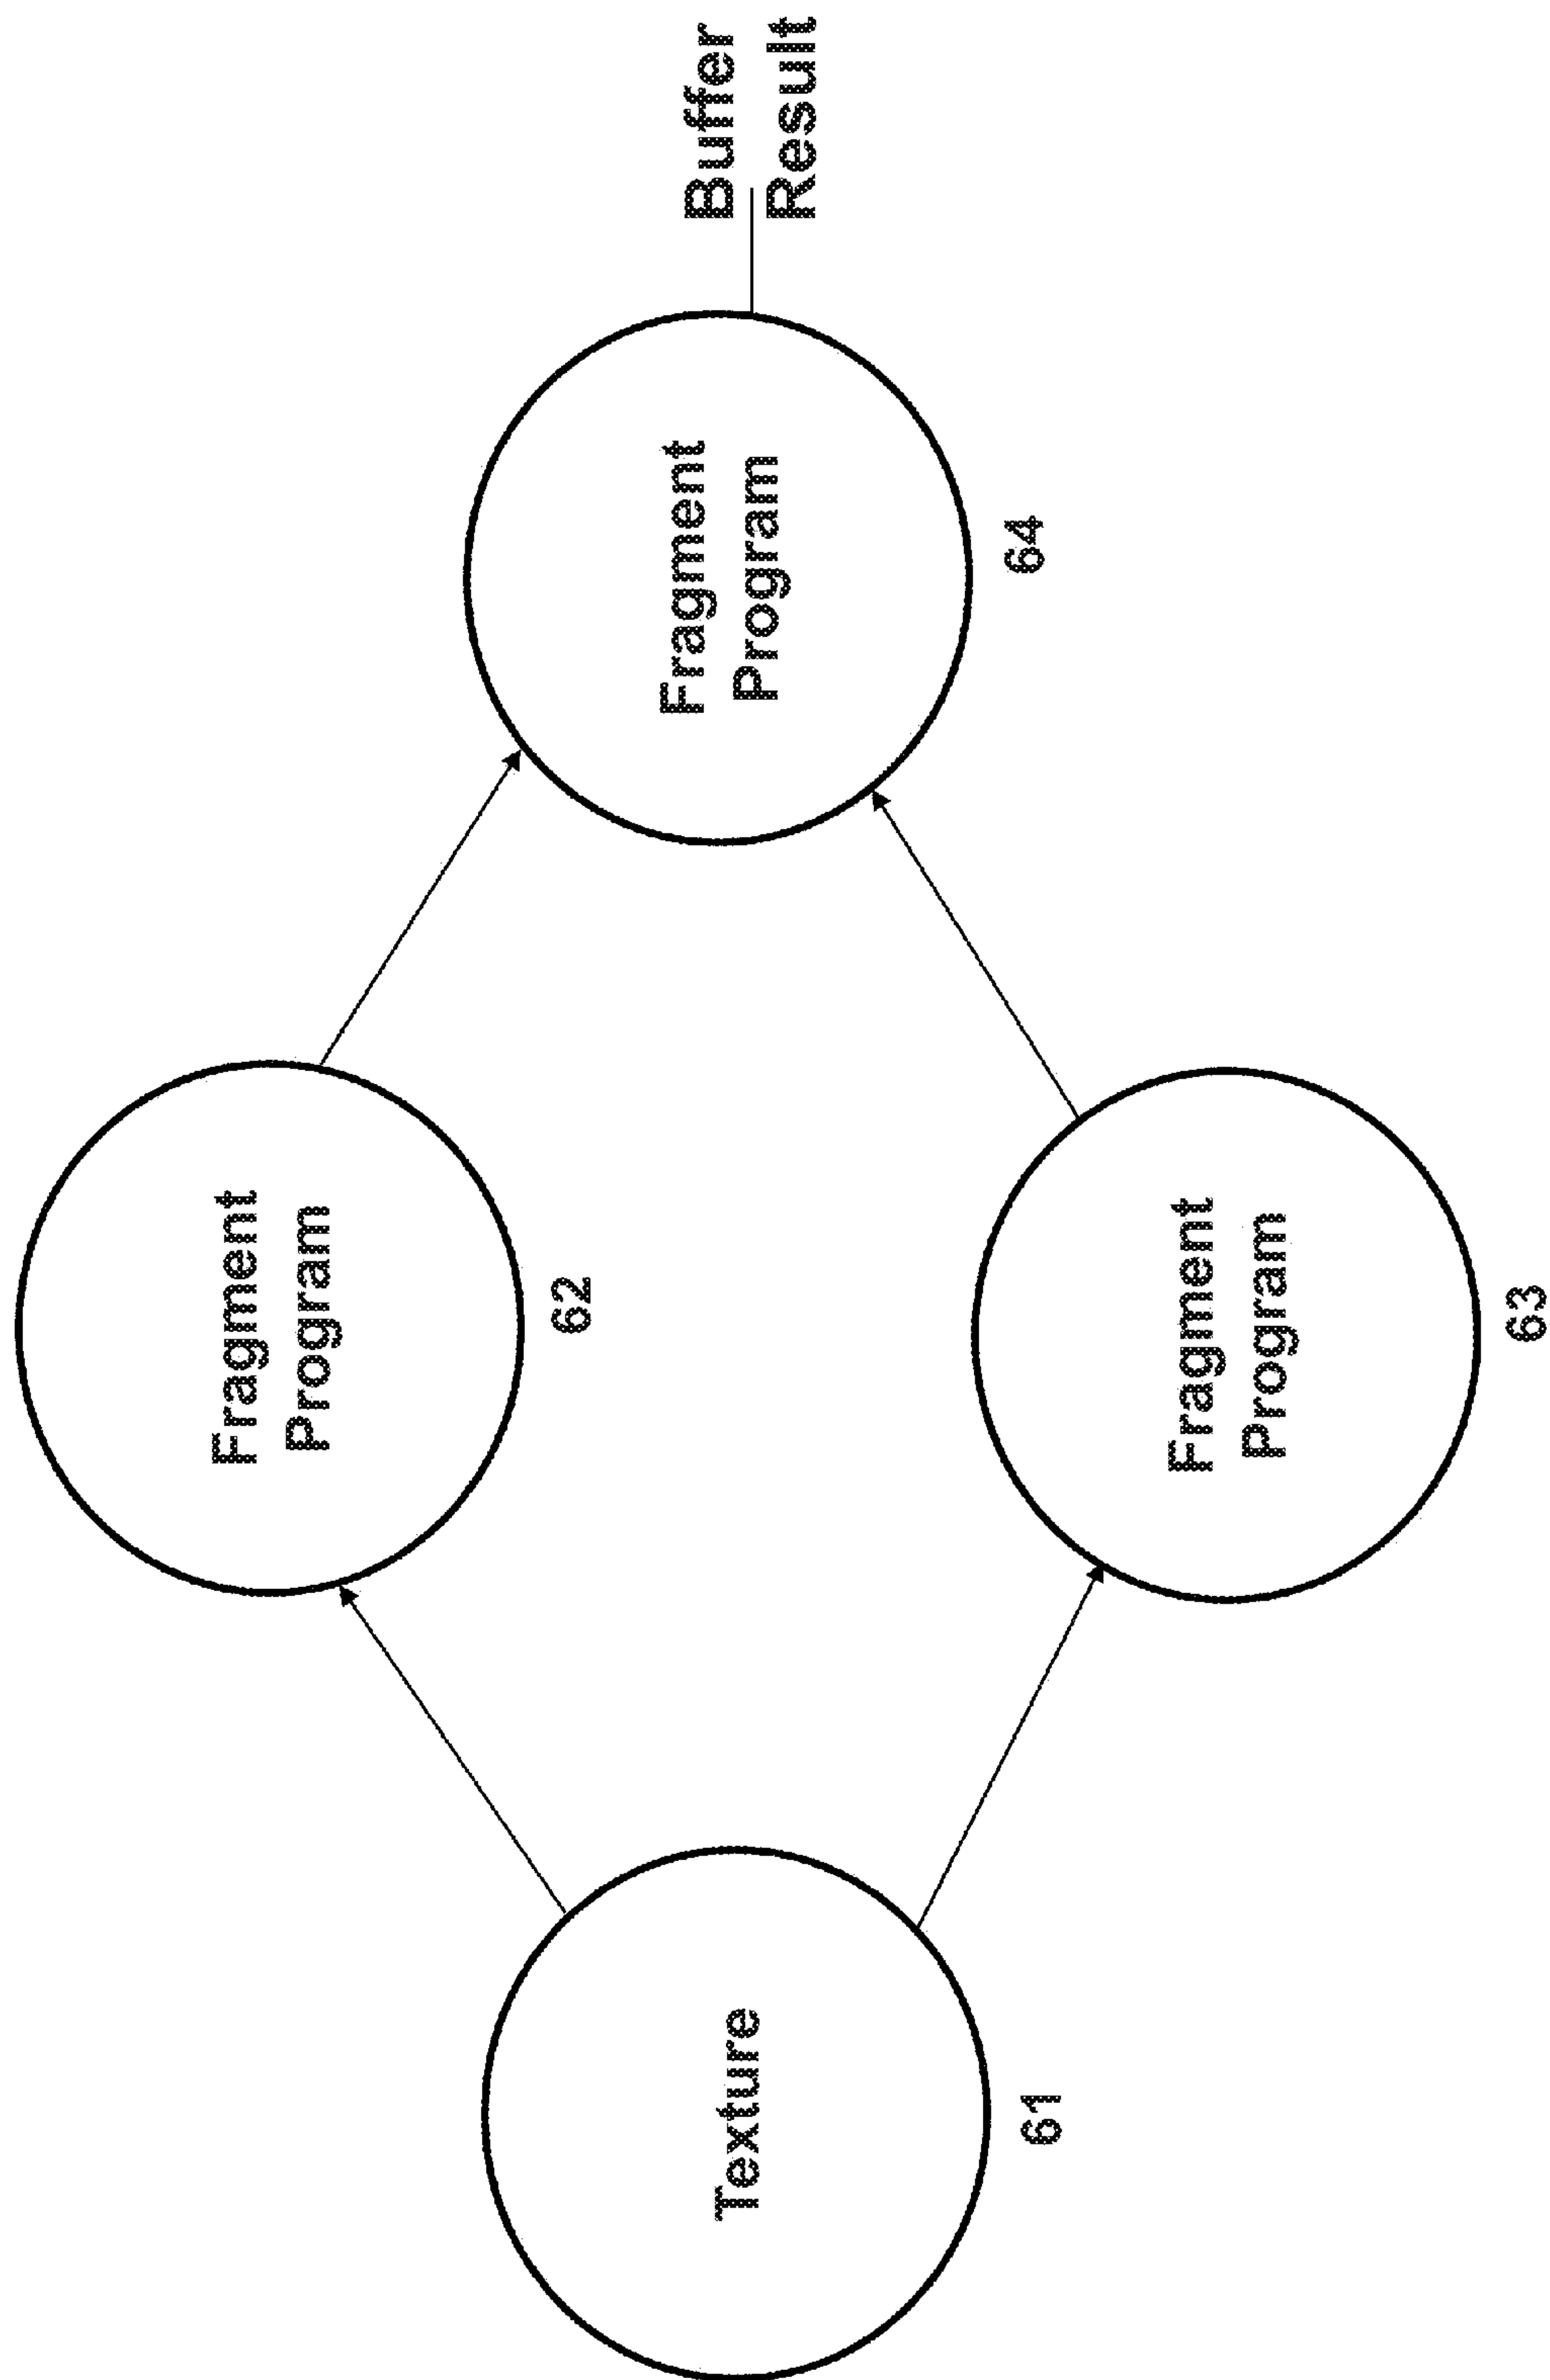 Texture
61
Fragment
Program
62
Fragment
Program
63
Fragment
Program
64
Buffer
Result